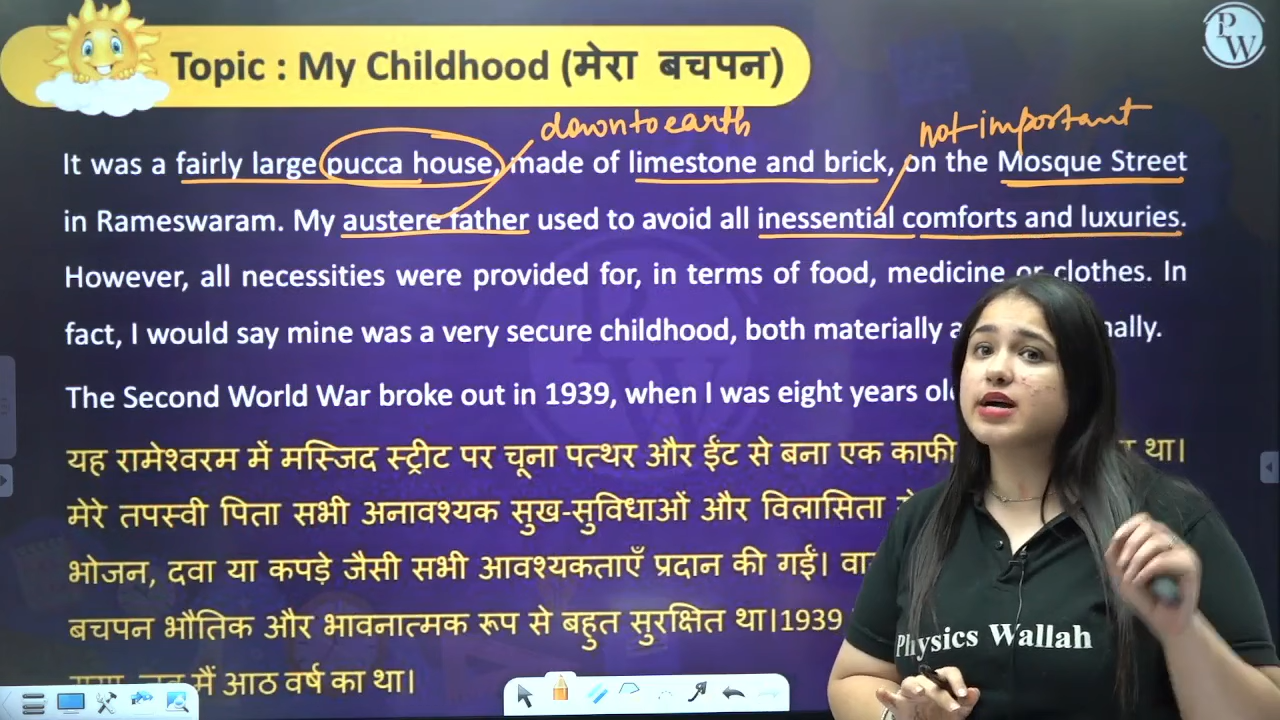 PW
Topic : My Childhood (मेरा बचपन)
down to earth
not important
It was a fairly large pucca house, made of limestone and brick, on the Mosque Street
in Rameswaram. My austere father used to avoid all inessential comforts and luxuries.
However, all necessities were provided for, in terms of food, medicine or clothes. In
fact, I would say mine was a very secure childhood, both materially
The Second World War broke out in 1939, when I was eight years
यह रामेश्वरम में मस्जिद स्ट्रीट पर चूना पत्थर और ईंट से बना एक काफी था।
मेरे तपस्वी पिता सभी अनावश्यक सुख-सुविधाओं और विलासिता
भोजन, दवा या कपड़े जैसी सभी आवश्यकताएँ प्रदान की गईं।
बचपन भौतिक और भावनात्मक रूप से बहुत सुरक्षित था।1939
मैं आठ वर्ष का था।
Physics Wallah